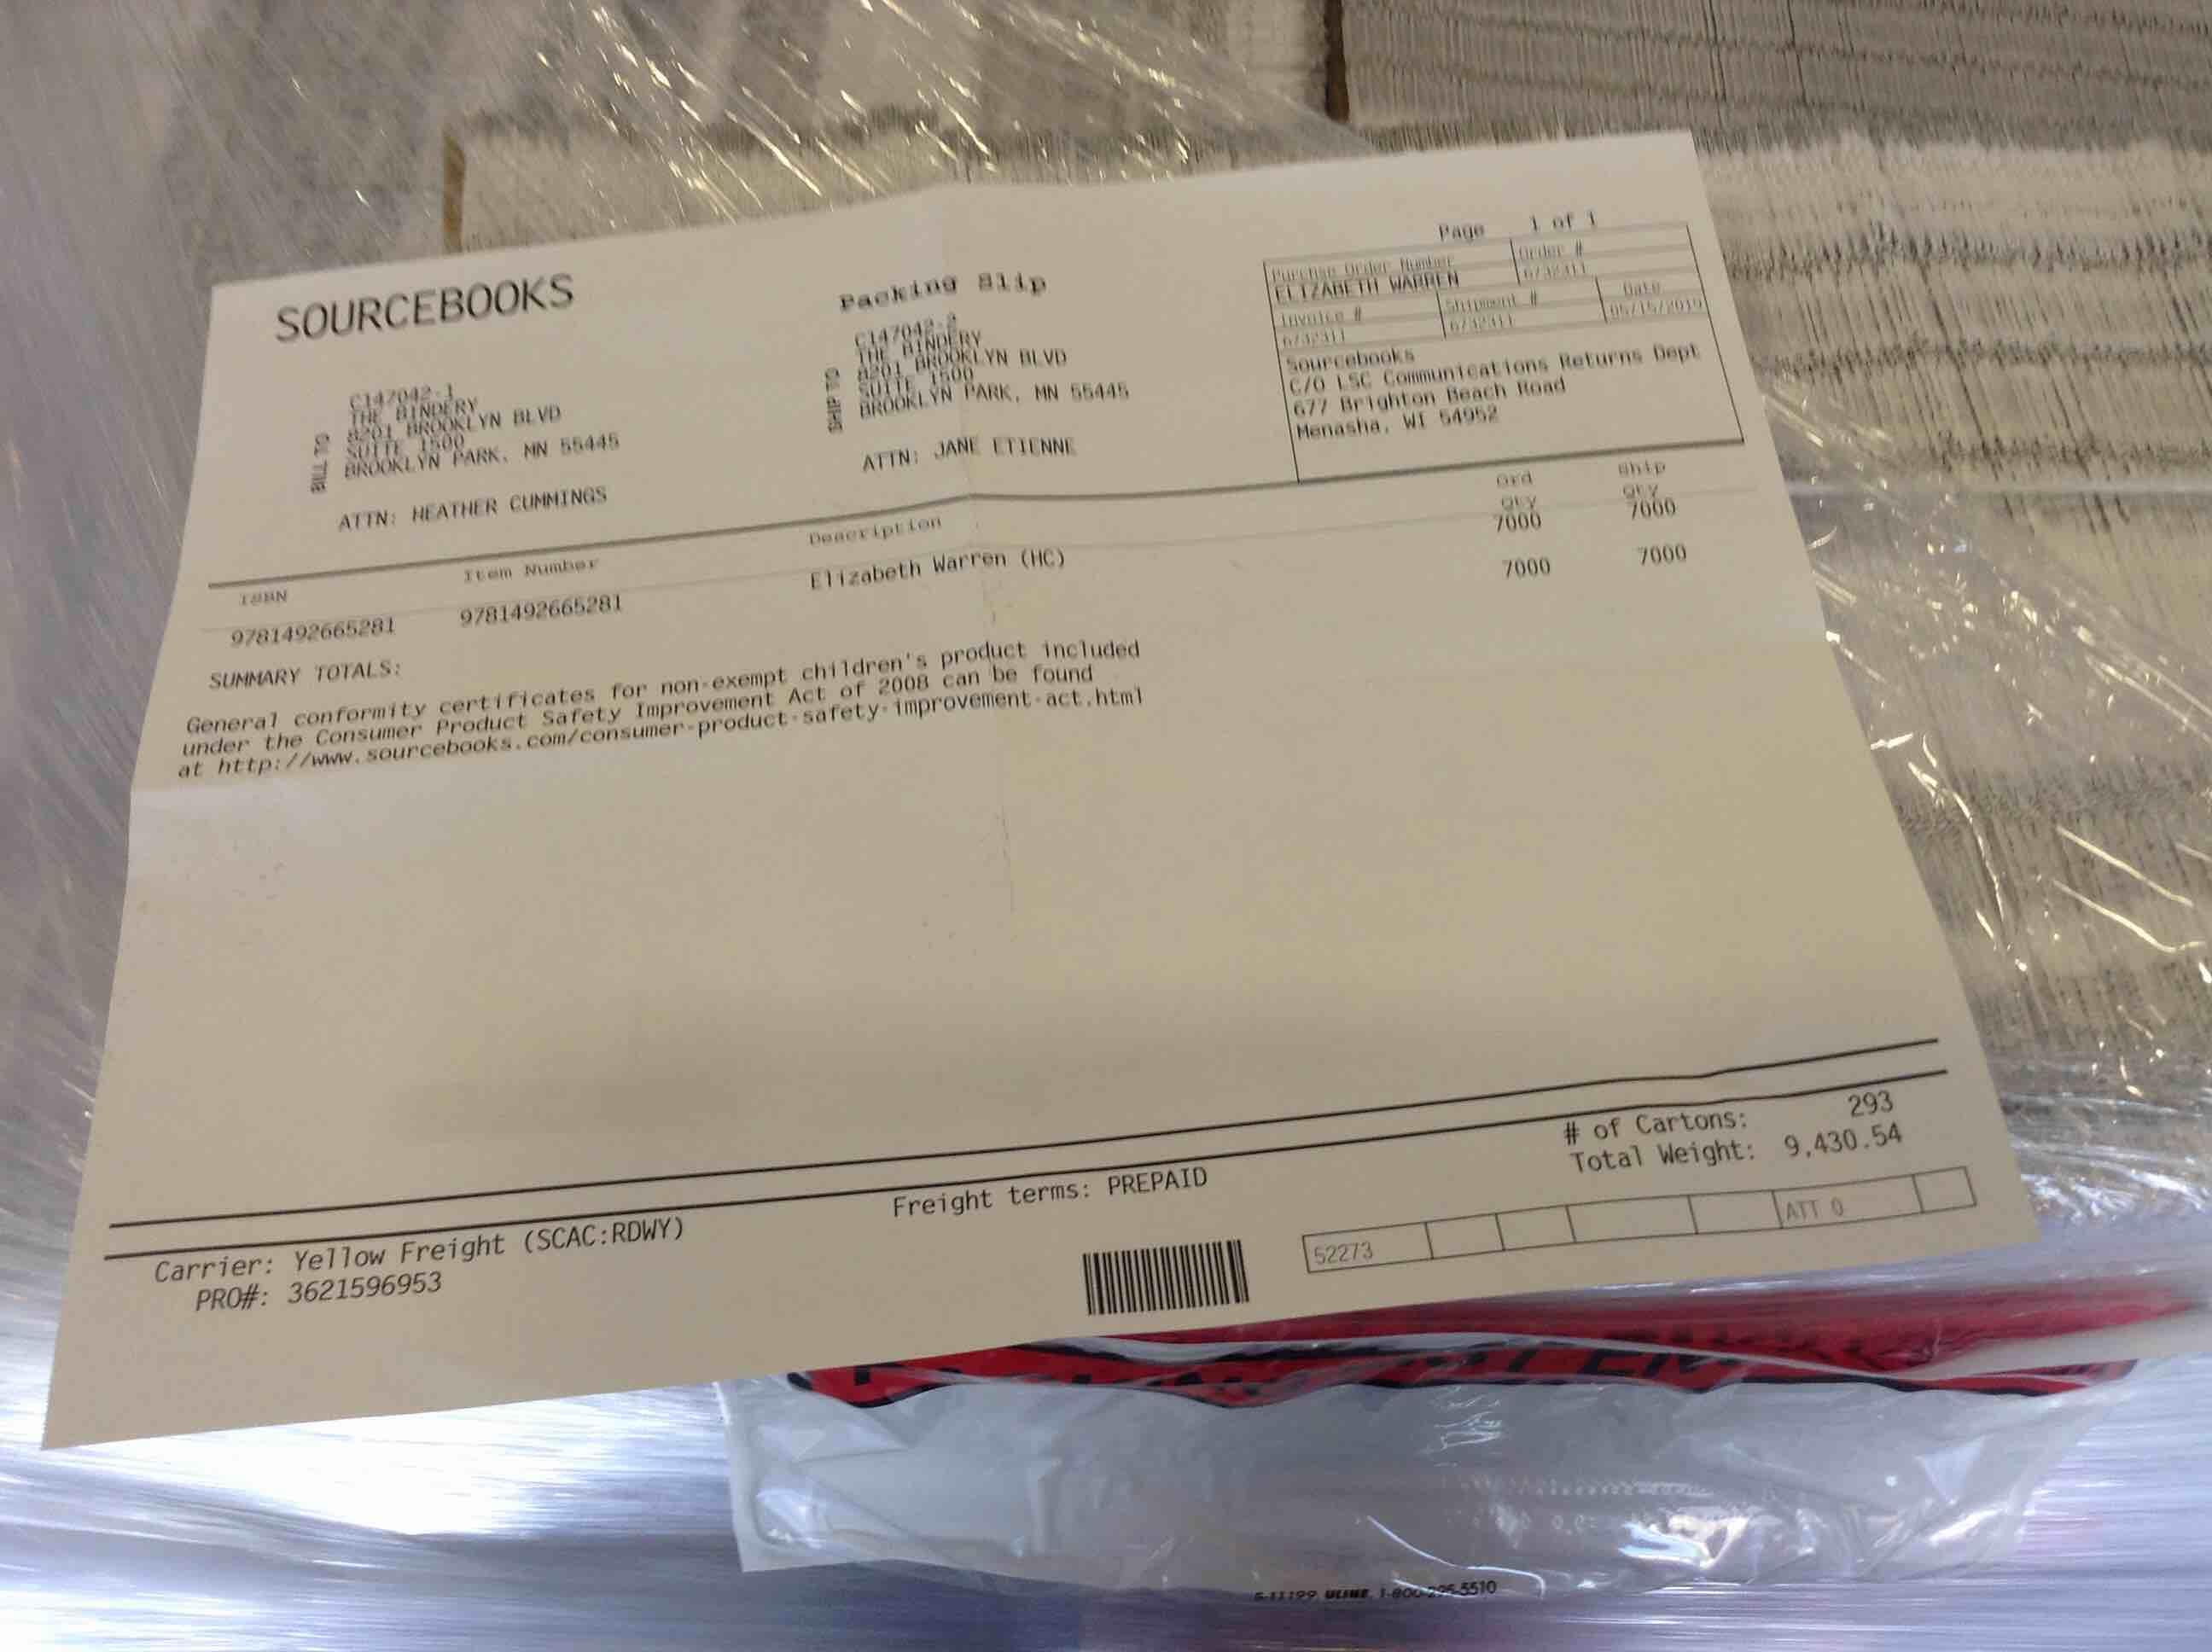 Page 1 of 1
SOURCEBOOKS
Packing Slip
Purchse Order Number
Order #
ELIZABETH WARREN
6732311
Invoice #
Shipment #
Date
6732311
6732311
05/15/2019
Sourcebooks
C/O LSC Communications Returns Dept
677 Brighton Beach Road
Menasha, WI 54952
BILL TO
C147042-1
THE BINDERY
8201 BROOKLYN BLVD
SUITE 1500
BROOKLYN PARK, MN 55445
ATTN: HEATHER CUMMINGS
SHIP TO
C147042-2
THE BINDERY
8201 BROOKLYN BLVD
SUITE 1500
BROOKLYN PARK, MN 55445
ATTN: JANE ETIENNE
ISBN Item Number Description Ord Qty Ship Qty
9781492665281 9781492665281 Elizabeth Warren (HC) 7000 7000
SUMMARY TOTALS: 7000 7000
General conformity certificates for non-exempt children's product included
under the Consumer Product Safety Improvement Act of 2008 can be found
at http://www.sourcebooks.com/consumer-product-safety-improvement-act.html
# of Cartons: 293
Total Weight: 9,430.54
Freight terms: PREPAID
Carrier: Yellow Freight (SCAC:RDWY)
PRO#: 3621596953
52273 ATT 0
S-11199 ULINE 1-800-295-5510